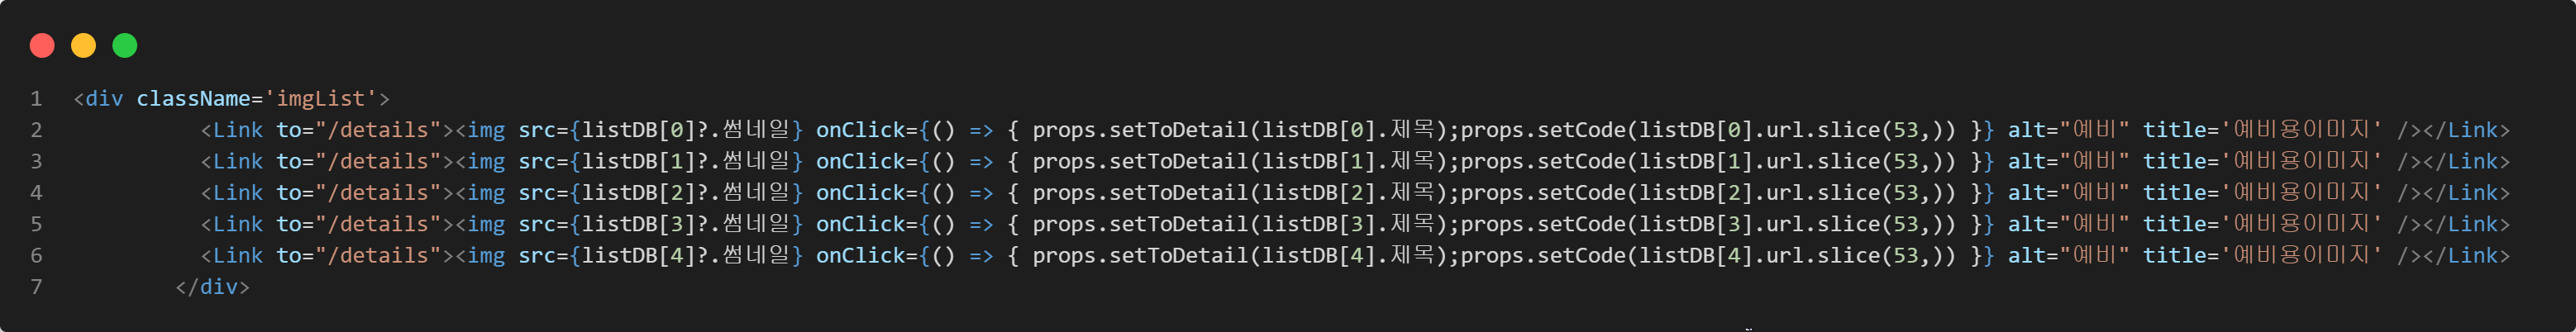 1 <div className='imgList'>
2 <Link to="/details"><img src={listDB[0]?.썸네일} onClick={() => { props.setToDetail(listDB[0].제목);props.setCode(listDB[0].url.slice(53,)) }} alt="예비" title='예비용이미지' /></Link>
3 <Link to="/details"><img src={listDB[1]?.썸네일} onClick={() => { props.setToDetail(listDB[1].제목);props.setCode(listDB[1].url.slice(53,)) }} alt="예비" title='예비용이미지' /></Link>
4 <Link to="/details"><img src={listDB[2]?.썸네일} onClick={() => { props.setToDetail(listDB[2].제목);props.setCode(listDB[2].url.slice(53,)) }} alt="예비" title='예비용이미지' /></Link>
5 <Link to="/details"><img src={listDB[3]?.썸네일} onClick={() => { props.setToDetail(listDB[3].제목);props.setCode(listDB[3].url.slice(53,)) }} alt="예비" title='예비용이미지' /></Link>
6 <Link to="/details"><img src={listDB[4]?.썸네일} onClick={() => { props.setToDetail(listDB[4].제목);props.setCode(listDB[4].url.slice(53,)) }} alt="예비" title='예비용이미지' /></Link>
7 </div>